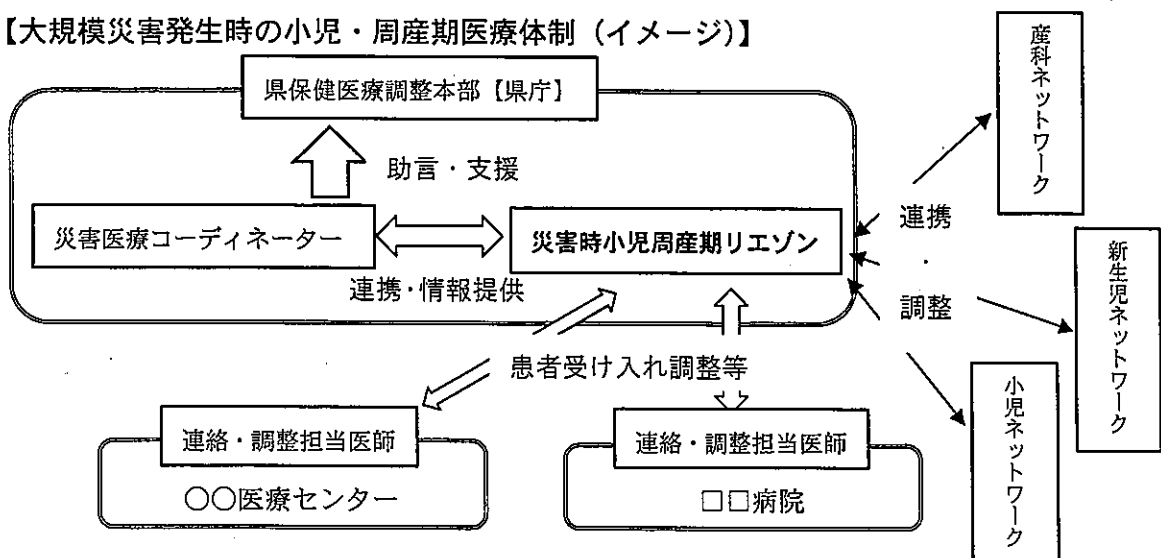 【大規模災害発生時の小児・周産期医療体制（イメージ）】
県保健医療調整本部【県庁】
助言・支援
災害医療コーディネーター
災害時小児周産期リエゾン
連携・情報提供
連携
・
調整
産科ネットワーク
新生児ネットワーク
小児ネットワーク
患者受け入れ調整等
連絡・調整担当医師
〇〇医療センター
連絡・調整担当医師
□□病院